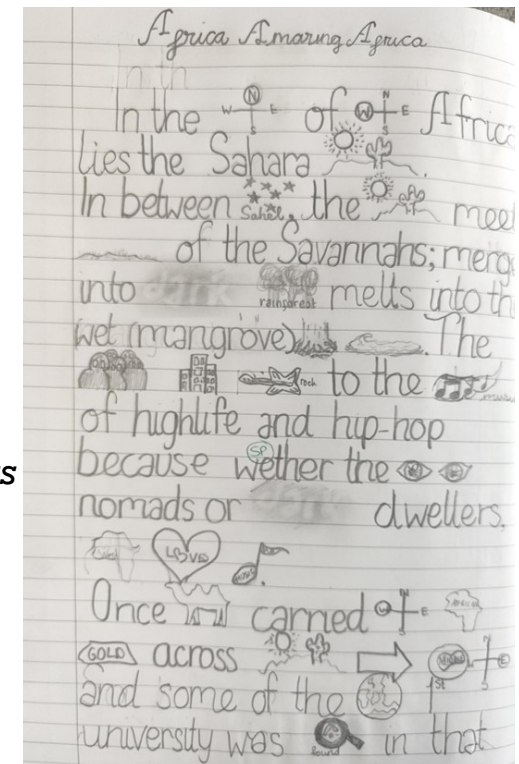 Africa Amazing Africa
In the N W E S of N W E S Africa
lies the Sahara
In between Sahel, the meet
of the Savannahs; merge
into rainforest melts into the
wet (mangrove) . The
rock to the
of highlife and hip-hop
because wether the SP
s
nomads or dwellers,
LOVE
Once carried E
GOLD across
and some of the 1st
university was found in that